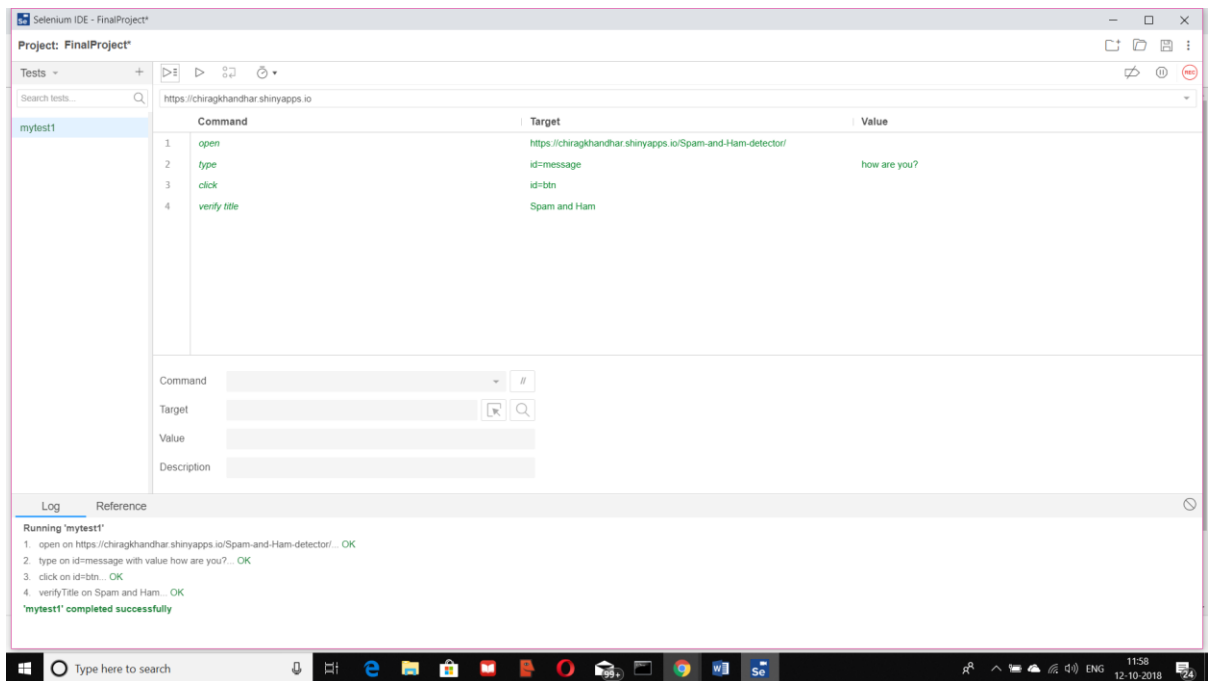 Selenium IDE - FinalProject*
Project: FinalProject*
Tests
Search tests...
https://chiragkhandhar.shinyapps.io
REC
mytest1
Command Target Value
1 open https://chiragkhandhar.shinyapps.io/Spam-and-Ham-detector/
2 type id=message how are you?
3 click id=btn
4 verify title Spam and Ham
Command //
Target
Value
Description
Log Reference
Running 'mytest1'
1. open on https://chiragkhandhar.shinyapps.io/Spam-and-Ham-detector/... OK
2. type on id=message with value how are you?... OK
3. click on id=btn... OK
4. verifyTitle on Spam and Ham... OK
'mytest1' completed successfully
Type here to search 99+ Se ENG 11:58
12-10-2018 24